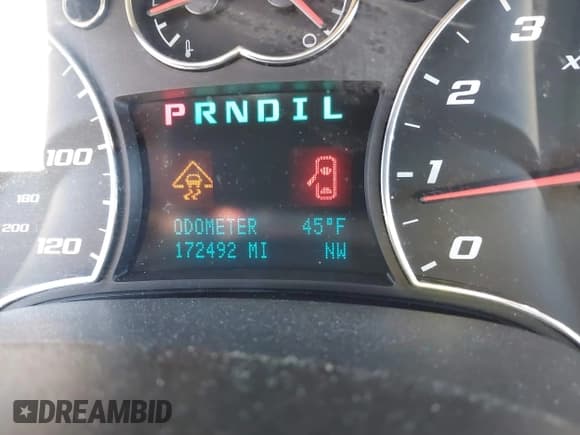 PRNDIL
ODOMETER 45°F
172492 MI NW
100
180
200
120
3
2
1
0
X
DREAMBID